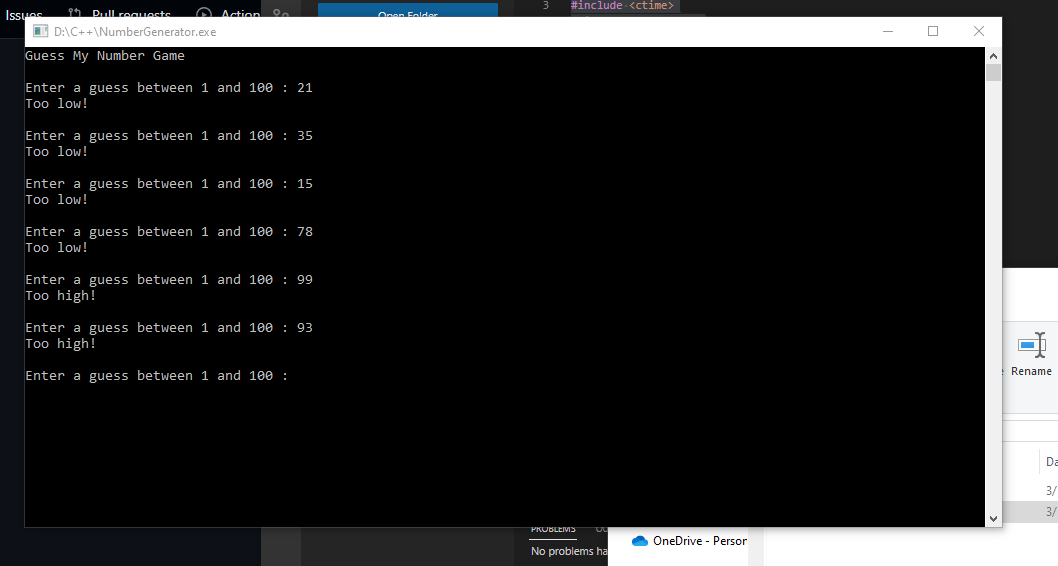 Issues Pull requests Action
Open Folder
3 #include <ctime>
D:\C++\NumberGenerator.exe
Guess My Number Game
Enter a guess between 1 and 100 : 21
Too low!
Enter a guess between 1 and 100 : 35
Too low!
Enter a guess between 1 and 100 : 15
Too low!
Enter a guess between 1 and 100 : 78
Too low!
Enter a guess between 1 and 100 : 99
Too high!
Enter a guess between 1 and 100 : 93
Too high!
Enter a guess between 1 and 100 :
Rename
Da
3/
3/
PROBLEMS OU
No problems ha
OneDrive - Person